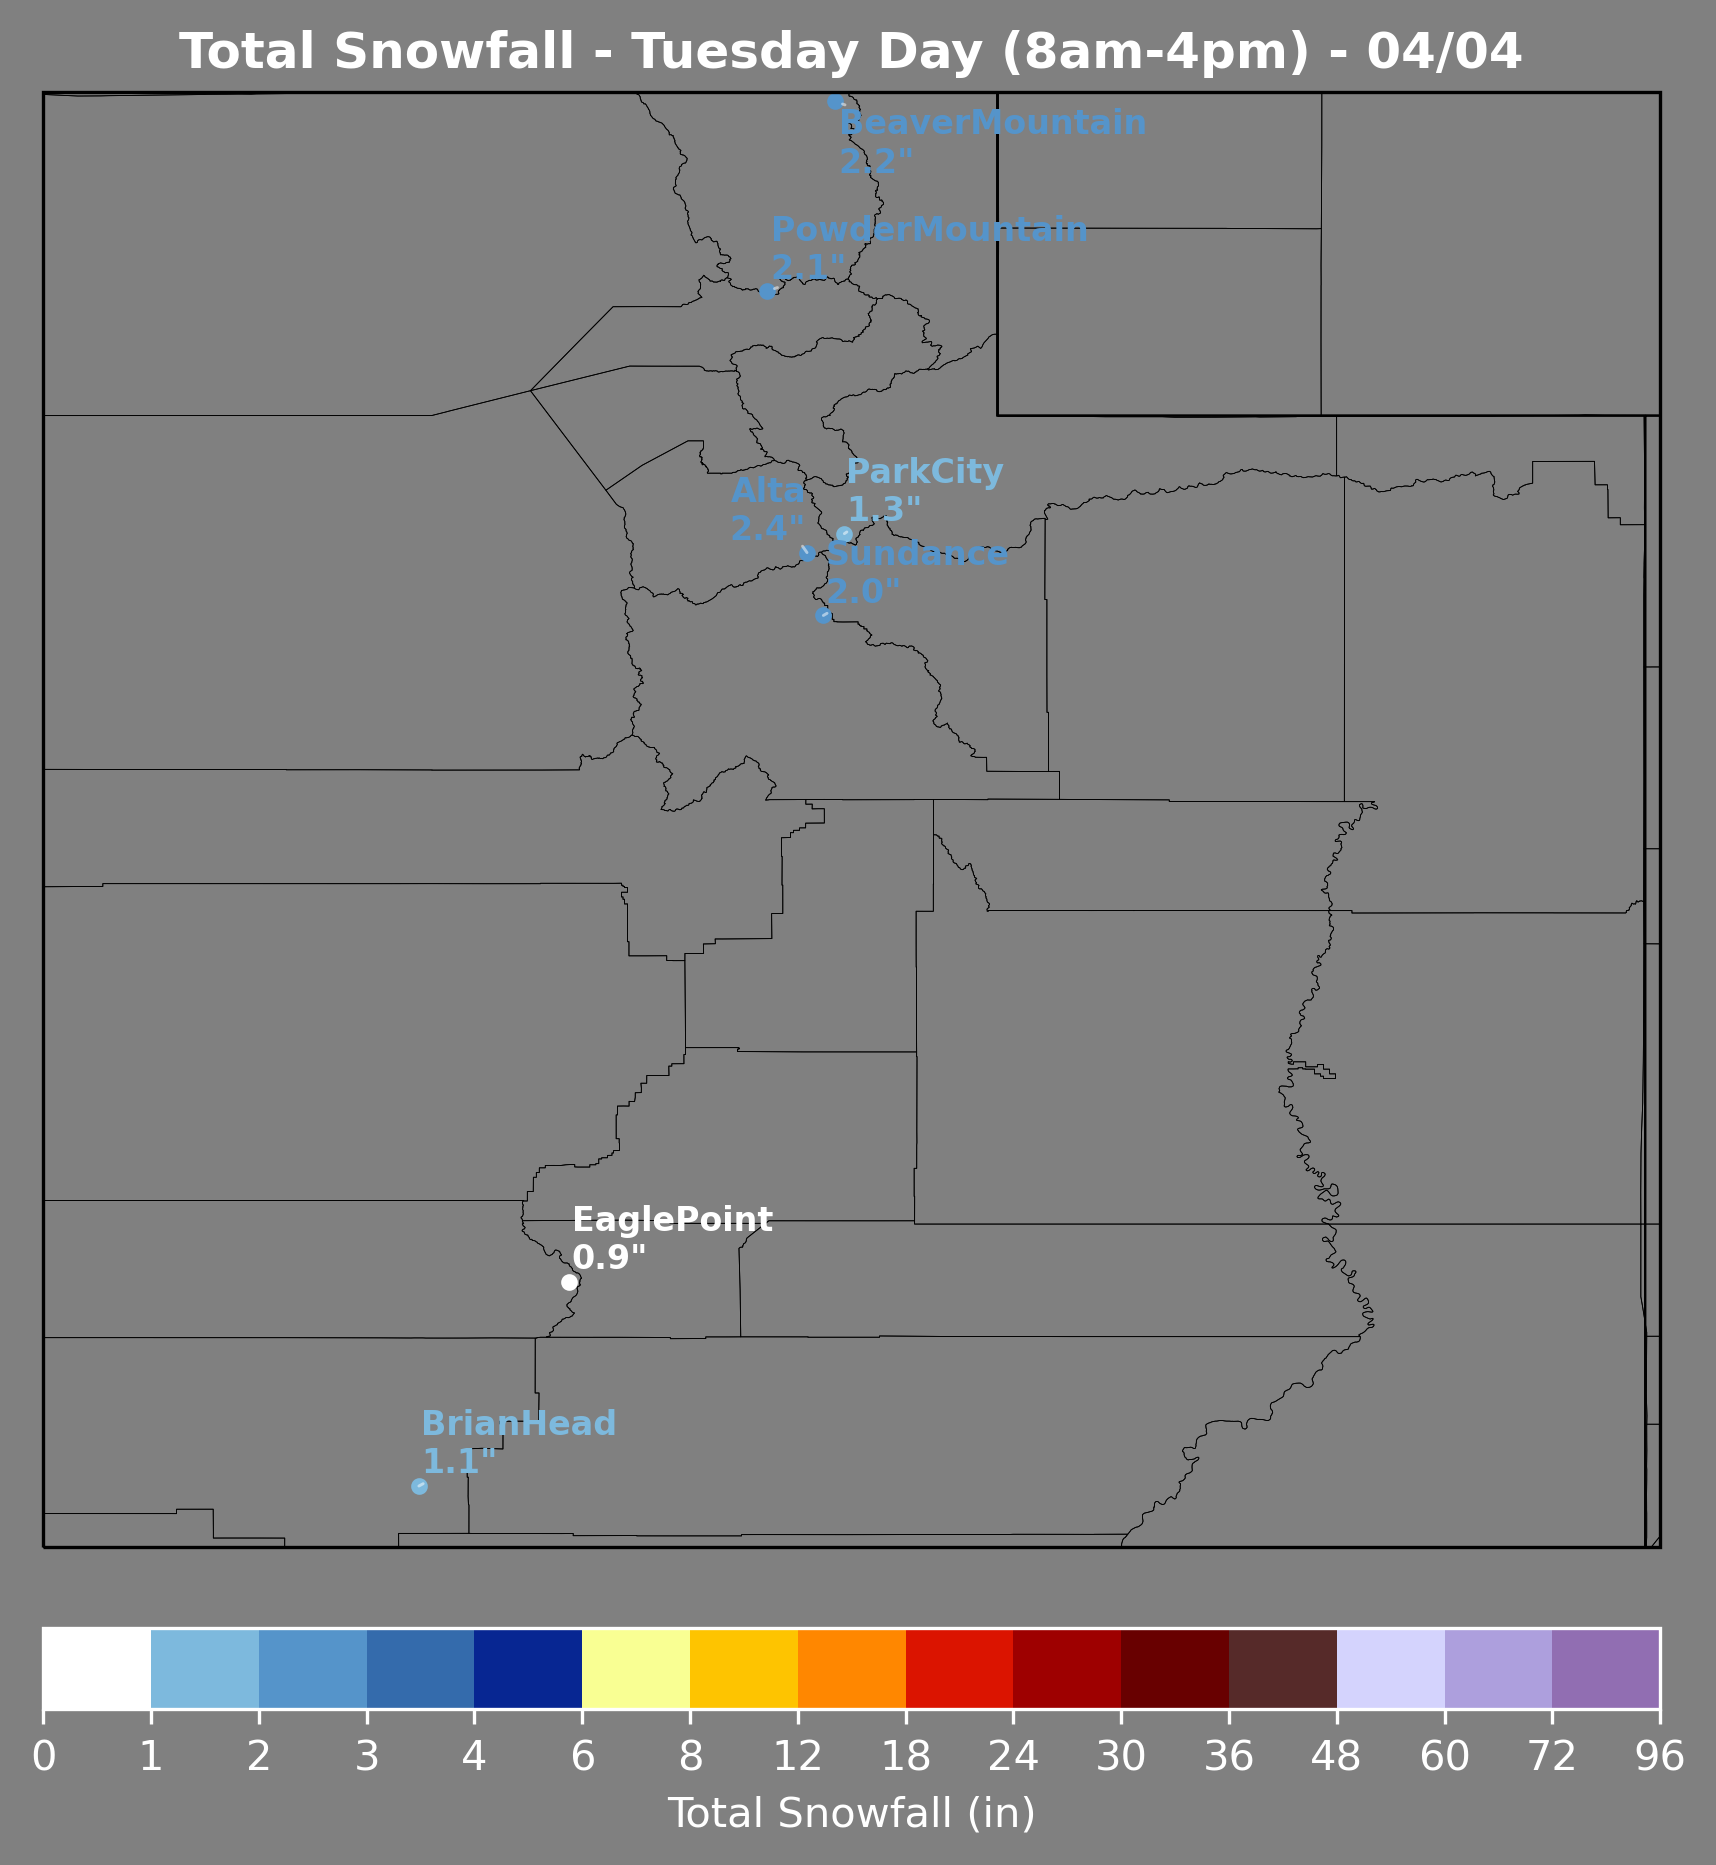 Total Snowfall - Tuesday Day (8am-4pm) - 04/04
BeaverMountain
2.2"
PowderMountain
2.1"
ParkCity
1.3"
Alta
2.4"
Sundance
2.0"
EaglePoint
0.9"
BrianHead
1.1"
0 1 2 3 4 6 8 12 18 24 30 36 48 60 72 96
Total Snowfall (in)